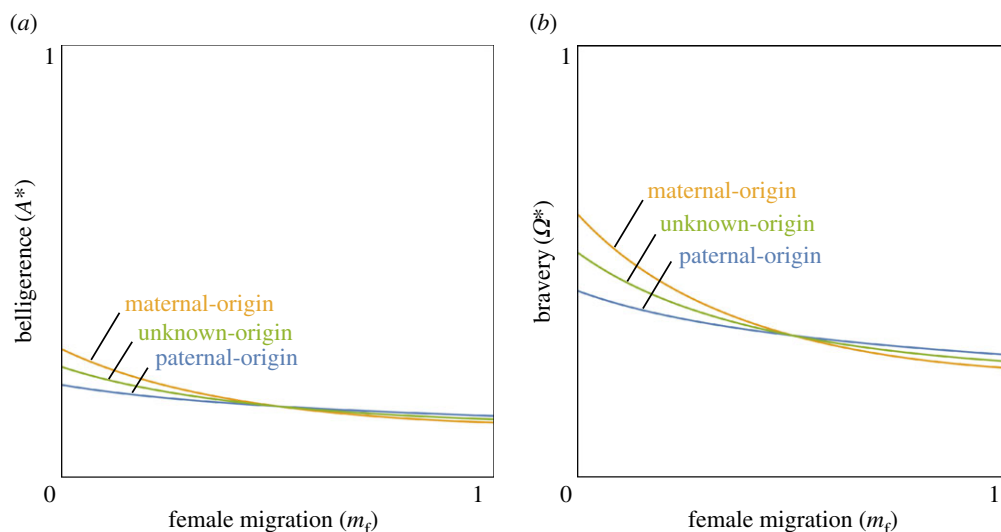 (a)
1
belligerence (A*)
maternal-origin
unknown-origin
paternal-origin
0
1
female migration (mf)
(b)
1
bravery (Ω*)
maternal-origin
unknown-origin
paternal-origin
0
1
female migration (mf)